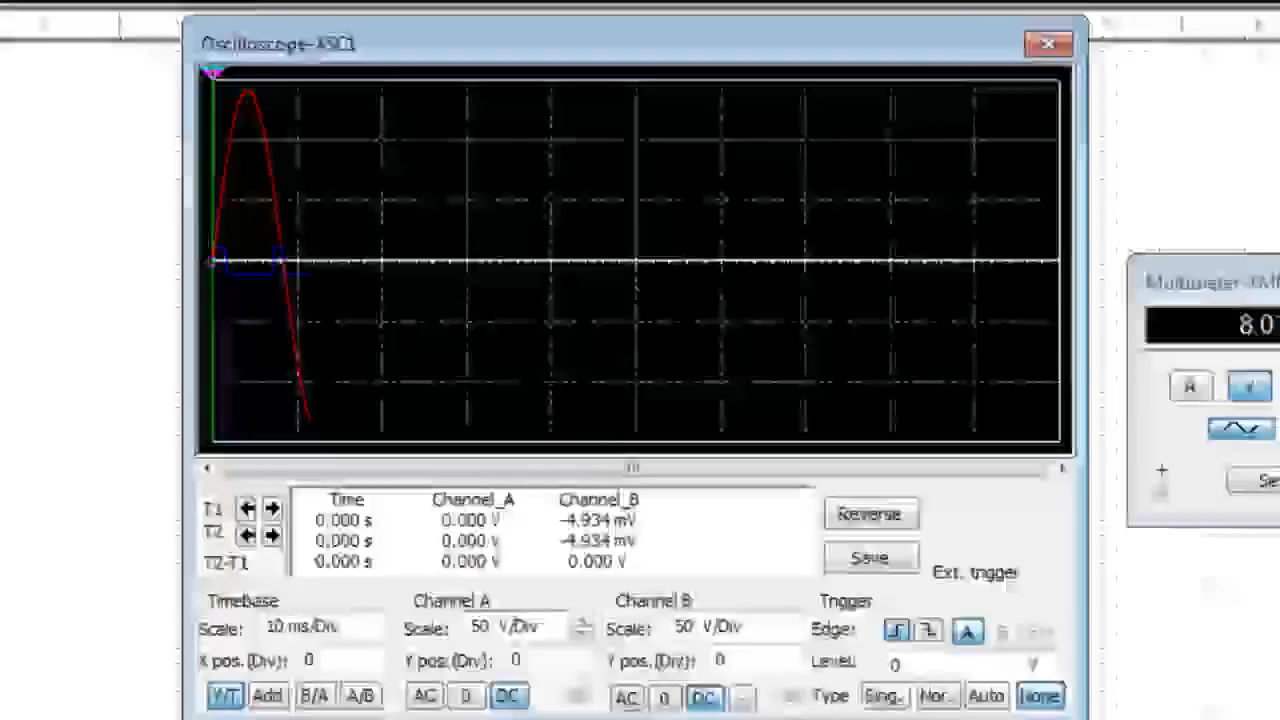 Oscilloscope-XSC1
Multimeter-XM
8.0
A
V
Time Channel_A Channel_B
T1 0.000 s 0.000 V -4.934 mV
T2 0.000 s 0.000 V -4.934 mV
T2-T1 0.000 s 0.000 V 0.000 V
Reverse
Save
Ext. trigger
Se
Timebase Channel A Channel B Trigger
Scale: 10 ms/Div Scale: 50 V/Div Scale: 50 V/Div Edge: A
X pos.(Div): 0 Y pos.(Div): 0 Y pos.(Div): 0 Level: 0 V
Y/T Add B/A A/B AC 0 DC AC 0 DC - Type Sing. Nor. Auto None